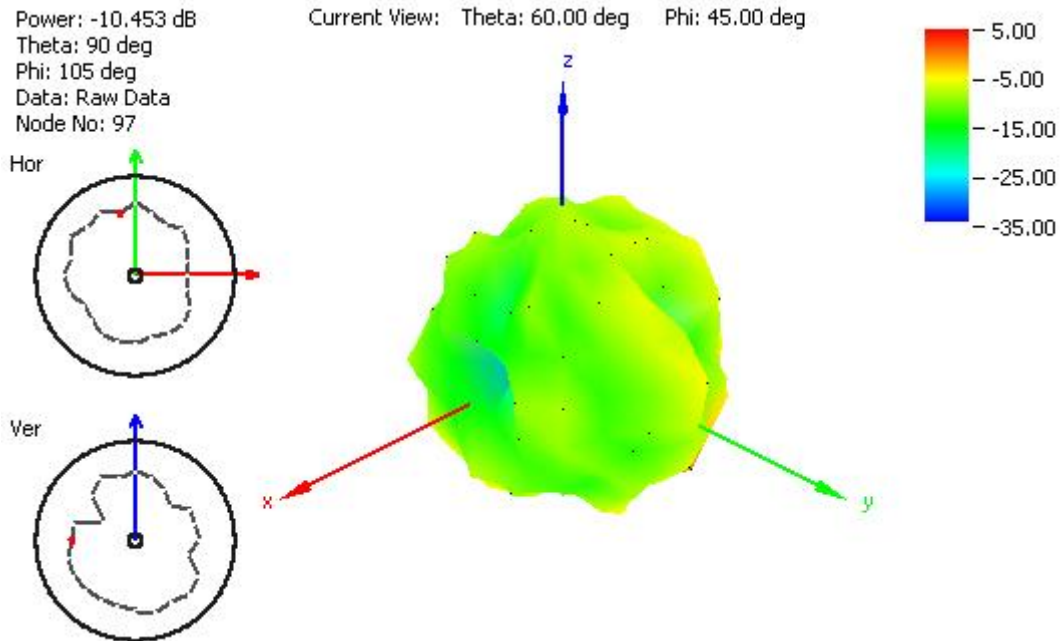 Power: -10.453 dB
Theta: 90 deg
Phi: 105 deg
Data: Raw Data
Node No: 97
Current View: Theta: 60.00 deg Phi: 45.00 deg
Hor
Ver
z
x
y
5.00
-5.00
-15.00
-25.00
-35.00